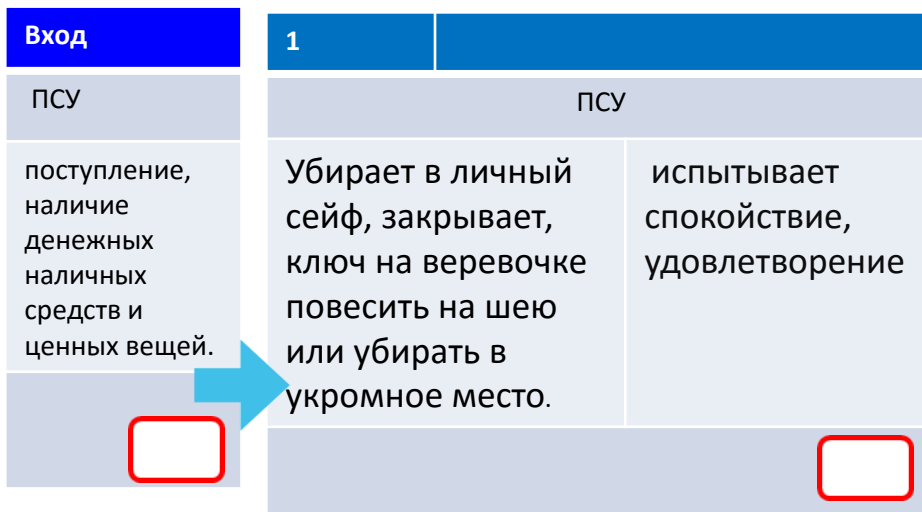 Вход
ПСУ
поступление,
наличие
денежных
наличных
средств и
ценных вещей.
1
ПСУ
Убирает в личный
сейф, закрывает,
ключ на веревочке
повесить на шею
или убирать в
укромное место.
испытывает
спокойствие,
удовлетворение